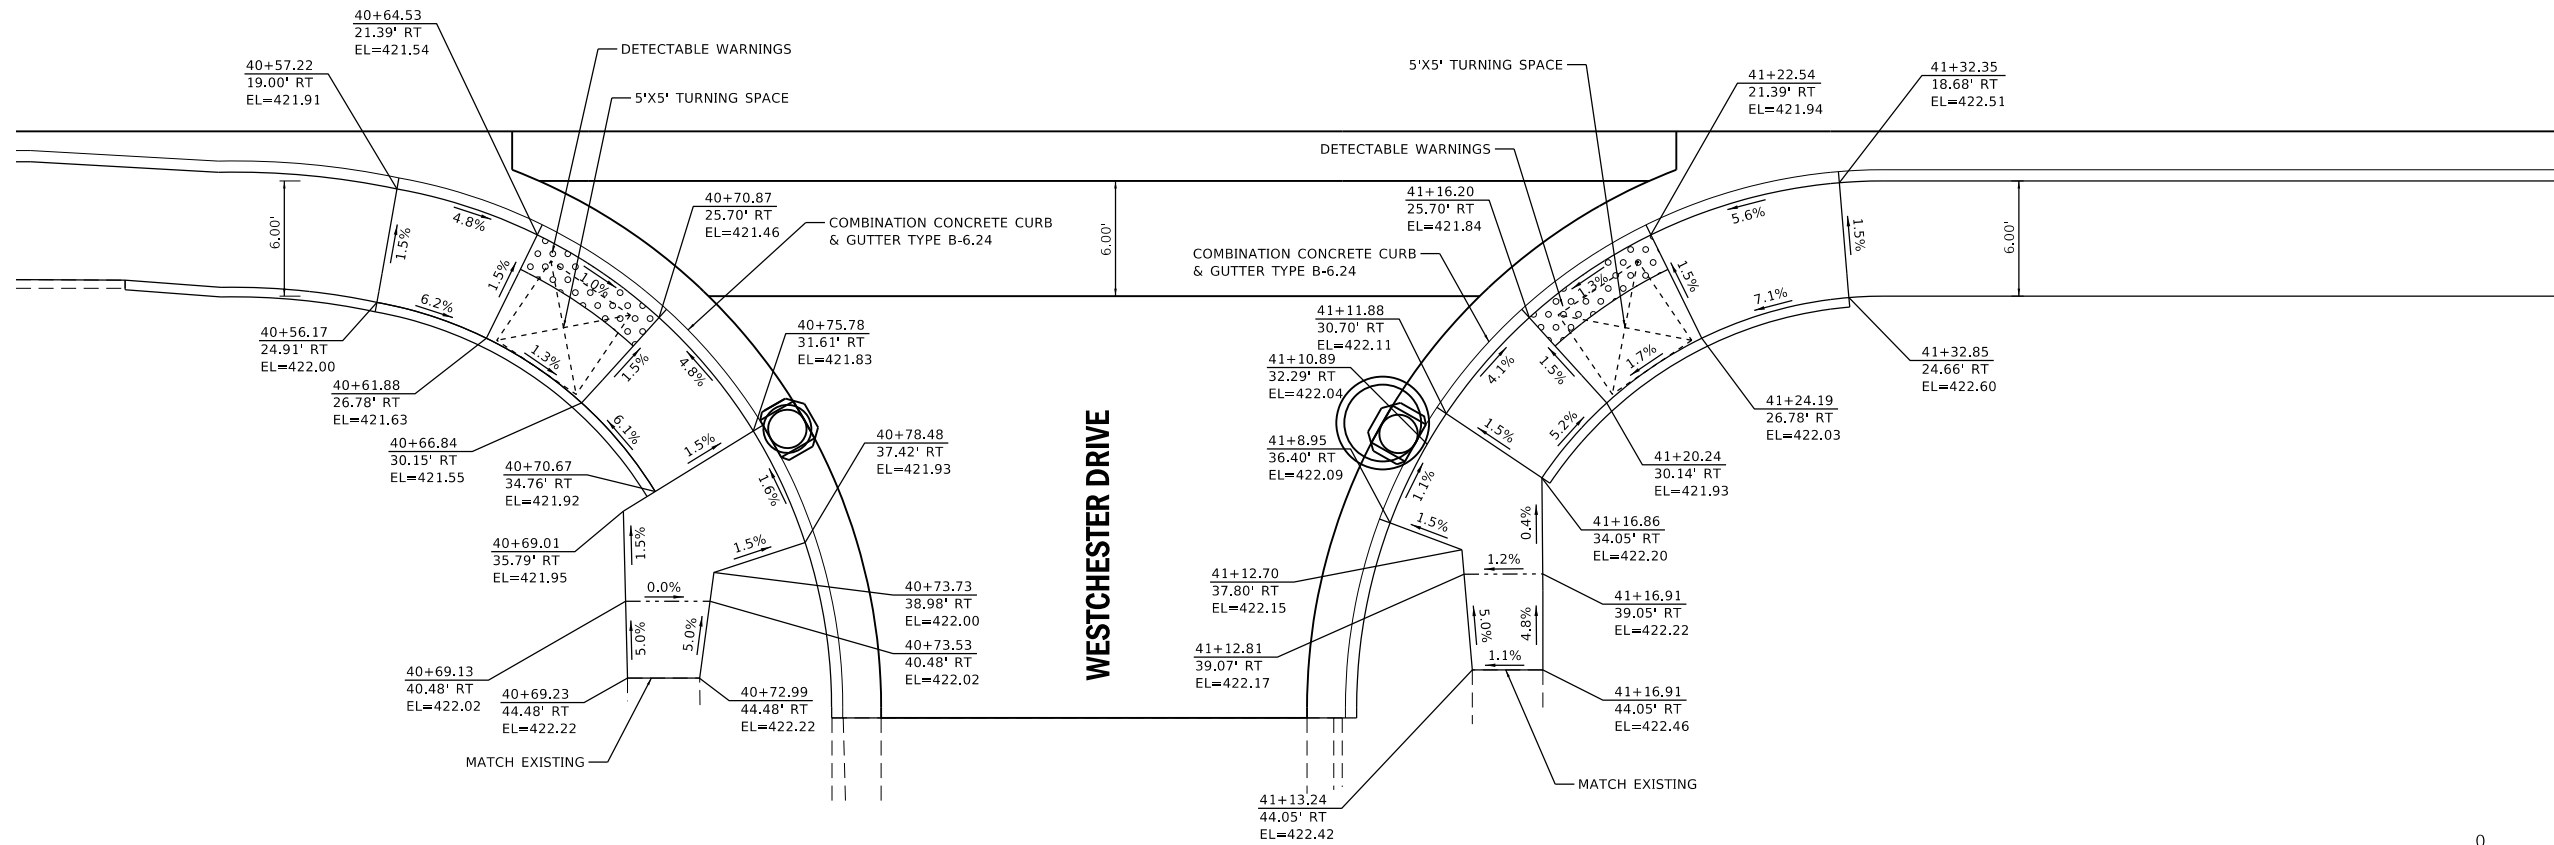 40+64.53
21.39' RT
EL=421.54
DETECTABLE WARNINGS
40+57.22
19.00' RT
EL=421.91
5'X5' TURNING SPACE
5'X5' TURNING SPACE
41+22.54
21.39' RT
EL=421.94
41+32.35
18.68' RT
EL=422.51
DETECTABLE WARNINGS
40+70.87
25.70' RT
EL=421.46
COMBINATION CONCRETE CURB
& GUTTER TYPE B-6.24
41+16.20
25.70' RT
EL=421.84
COMBINATION CONCRETE CURB
& GUTTER TYPE B-6.24
6.00'
1.5%
4.8%
1.5%
1.0%
6.00'
1.3%
1.5%
5.6%
1.5%
6.00'
6.2%
1.3%
1.5%
4.8%
7.1%
1.7%
1.5%
4.1%
40+56.17
24.91' RT
EL=422.00
40+75.78
31.61' RT
EL=421.83
41+11.88
30.70' RT
EL=422.11
41+10.89
32.29' RT
EL=422.04
41+32.85
24.66' RT
EL=422.60
40+61.88
26.78' RT
EL=421.63
41+24.19
26.78' RT
EL=422.03
6.1%
1.5%
1.5%
5.2%
40+66.84
30.15' RT
EL=421.55
40+78.48
37.42' RT
EL=421.93
41+8.95
36.40' RT
EL=422.09
41+20.24
30.14' RT
EL=421.93
40+70.67
34.76' RT
EL=421.92
1.6%
1.1%
WESTCHESTER DRIVE
40+69.01
35.79' RT
EL=421.95
1.5%
1.5%
1.5%
0.4%
41+16.86
34.05' RT
EL=422.20
0.0%
1.2%
40+73.73
38.98' RT
EL=422.00
41+12.70
37.80' RT
EL=422.15
41+16.91
39.05' RT
EL=422.22
5.0%
5.0%
5.0%
4.8%
40+73.53
40.48' RT
EL=422.02
41+12.81
39.07' RT
EL=422.17
1.1%
40+69.13
40.48' RT
EL=422.02
40+69.23
44.48' RT
EL=422.22
40+72.99
44.48' RT
EL=422.22
41+16.91
44.05' RT
EL=422.46
MATCH EXISTING
MATCH EXISTING
41+13.24
44.05' RT
EL=422.42
0